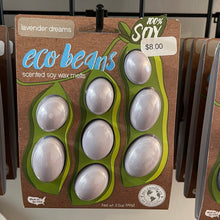 lavender dreams
100%
SOY
$8.00
eco beans
scented soy wax melts